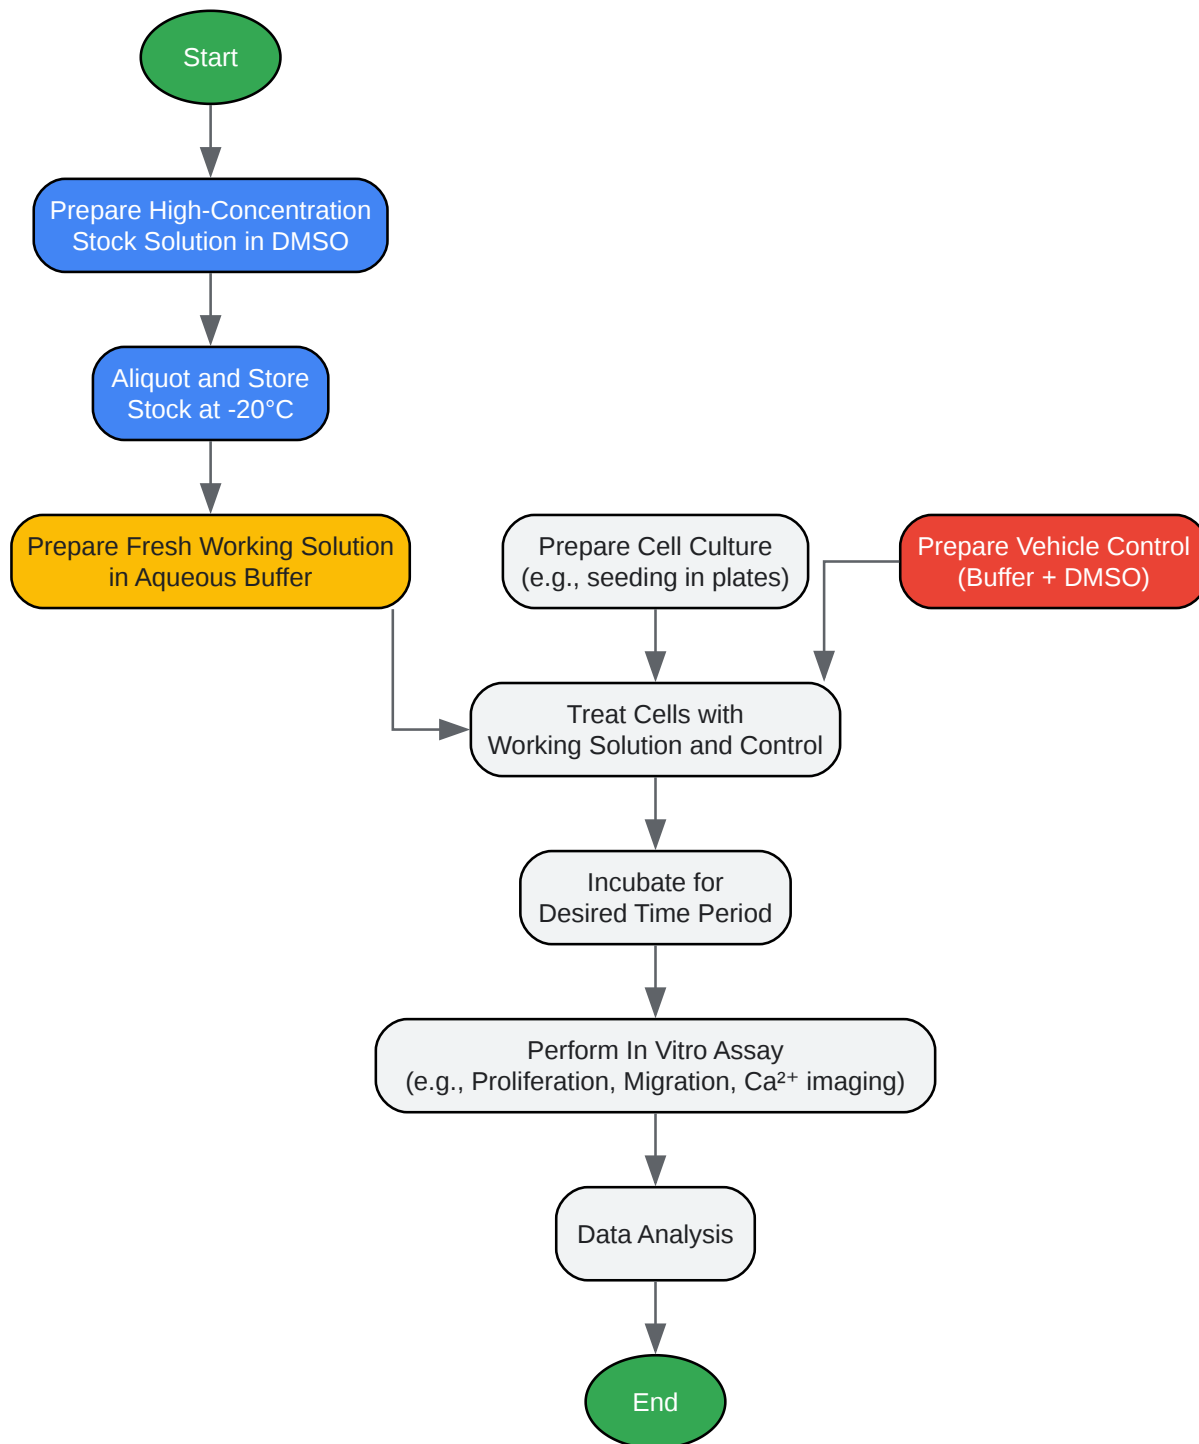 Start
Prepare High-Concentration
Stock Solution in DMSO
Aliquot and Store
Stock at -20°C
Prepare Fresh Working Solution
in Aqueous Buffer
Prepare Cell Culture
(e.g., seeding in plates)
Prepare Vehicle Control
(Buffer + DMSO)
Treat Cells with
Working Solution and Control
Incubate for
Desired Time Period
Perform In Vitro Assay
(e.g., Proliferation, Migration, Ca²⁺ imaging)
Data Analysis
End